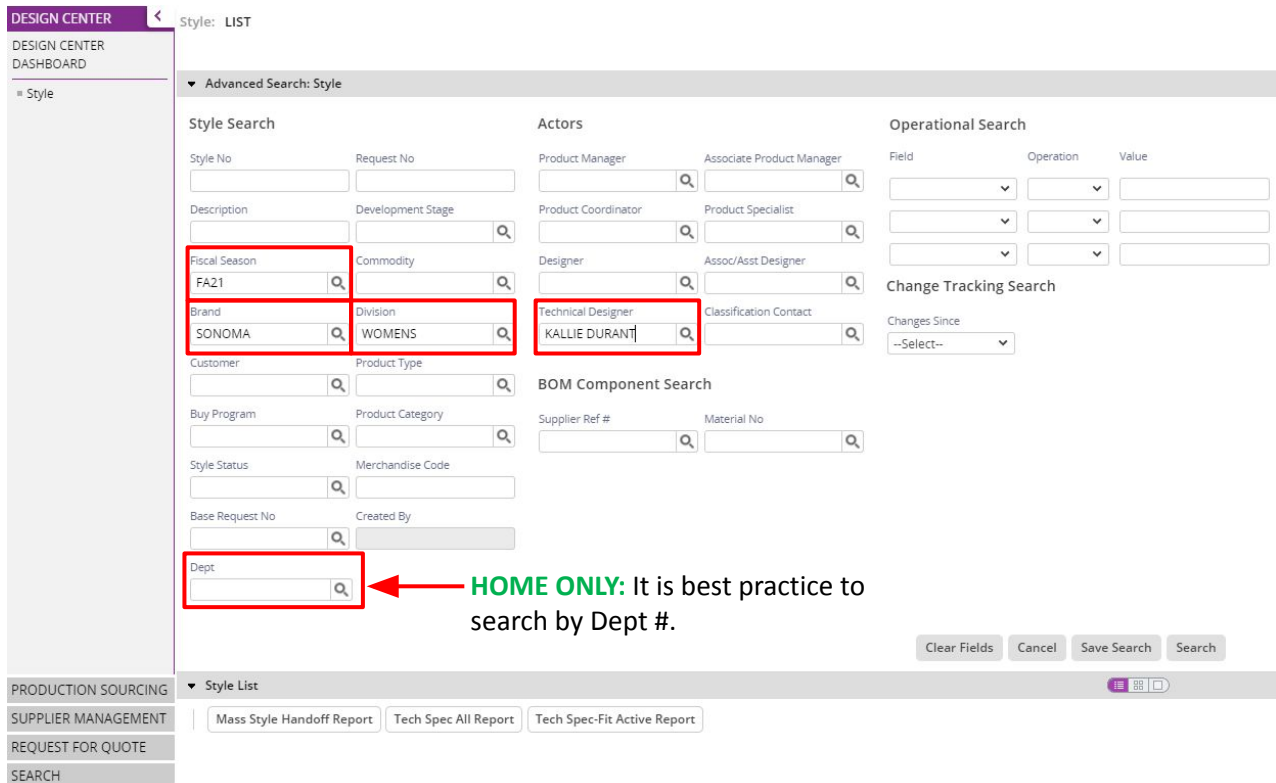 DESIGN CENTER
DESIGN CENTER
DASHBOARD
Style
Style: LIST
Advanced Search: Style
Style Search
Style No
Request No
Description
Development Stage
Fiscal Season
Commodity
FA21
Brand
Division
SONOMA
WOMENS
Customer
Product Type
Buy Program
Product Category
Style Status
Merchandise Code
Base Request No
Created By
Dept
Actors
Product Manager
Associate Product Manager
Product Coordinator
Product Specialist
Designer
Assoc/Asst Designer
Technical Designer
Classification Contact
KALLIE DURANT
BOM Component Search
Supplier Ref #
Material No
Operational Search
Field
Operation
Value
Change Tracking Search
Changes Since
--Select--
HOME ONLY: It is best practice to
search by Dept #.
Clear Fields
Cancel
Save Search
Search
PRODUCTION SOURCING
SUPPLIER MANAGEMENT
REQUEST FOR QUOTE
SEARCH
Style List
Mass Style Handoff Report
Tech Spec All Report
Tech Spec-Fit Active Report